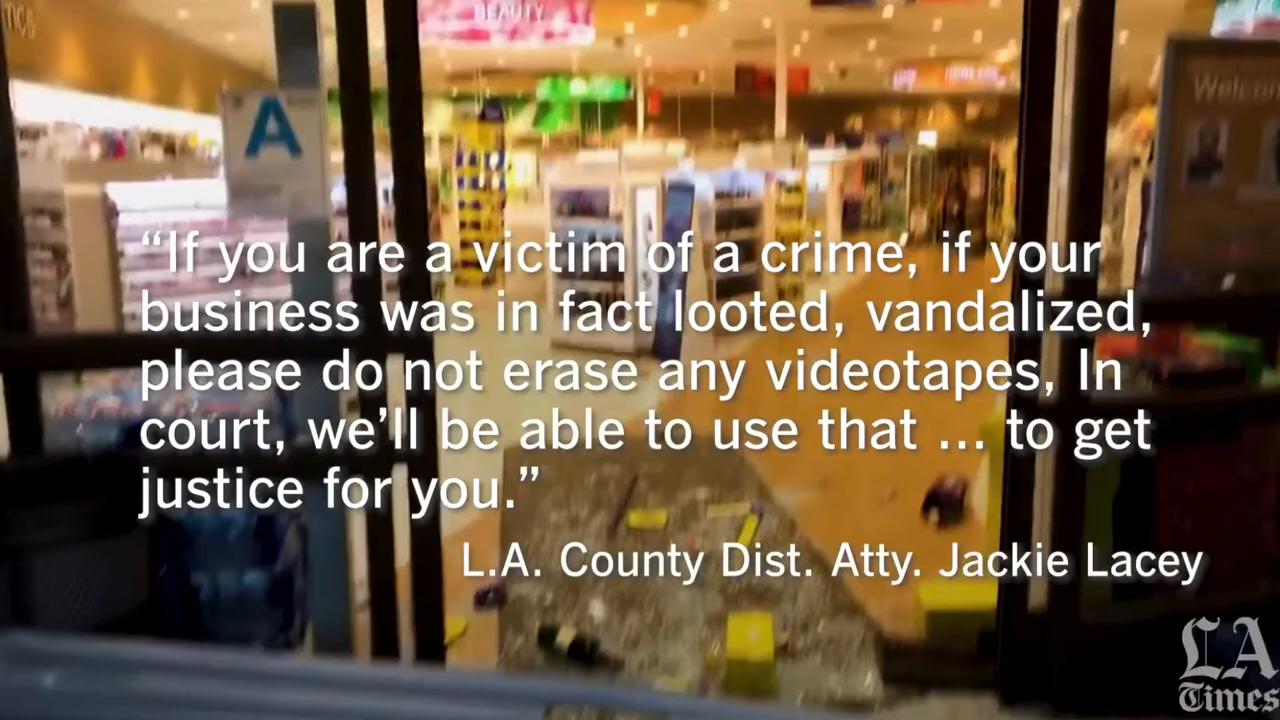 BEAUTY
A
Welcom
“If you are a victim of a crime, if your
business was in fact looted, vandalized,
please do not erase any videotapes, In
court, we’ll be able to use that ... to get
justice for you.”
L.A. County Dist. Atty. Jackie Lacey
LA
Times